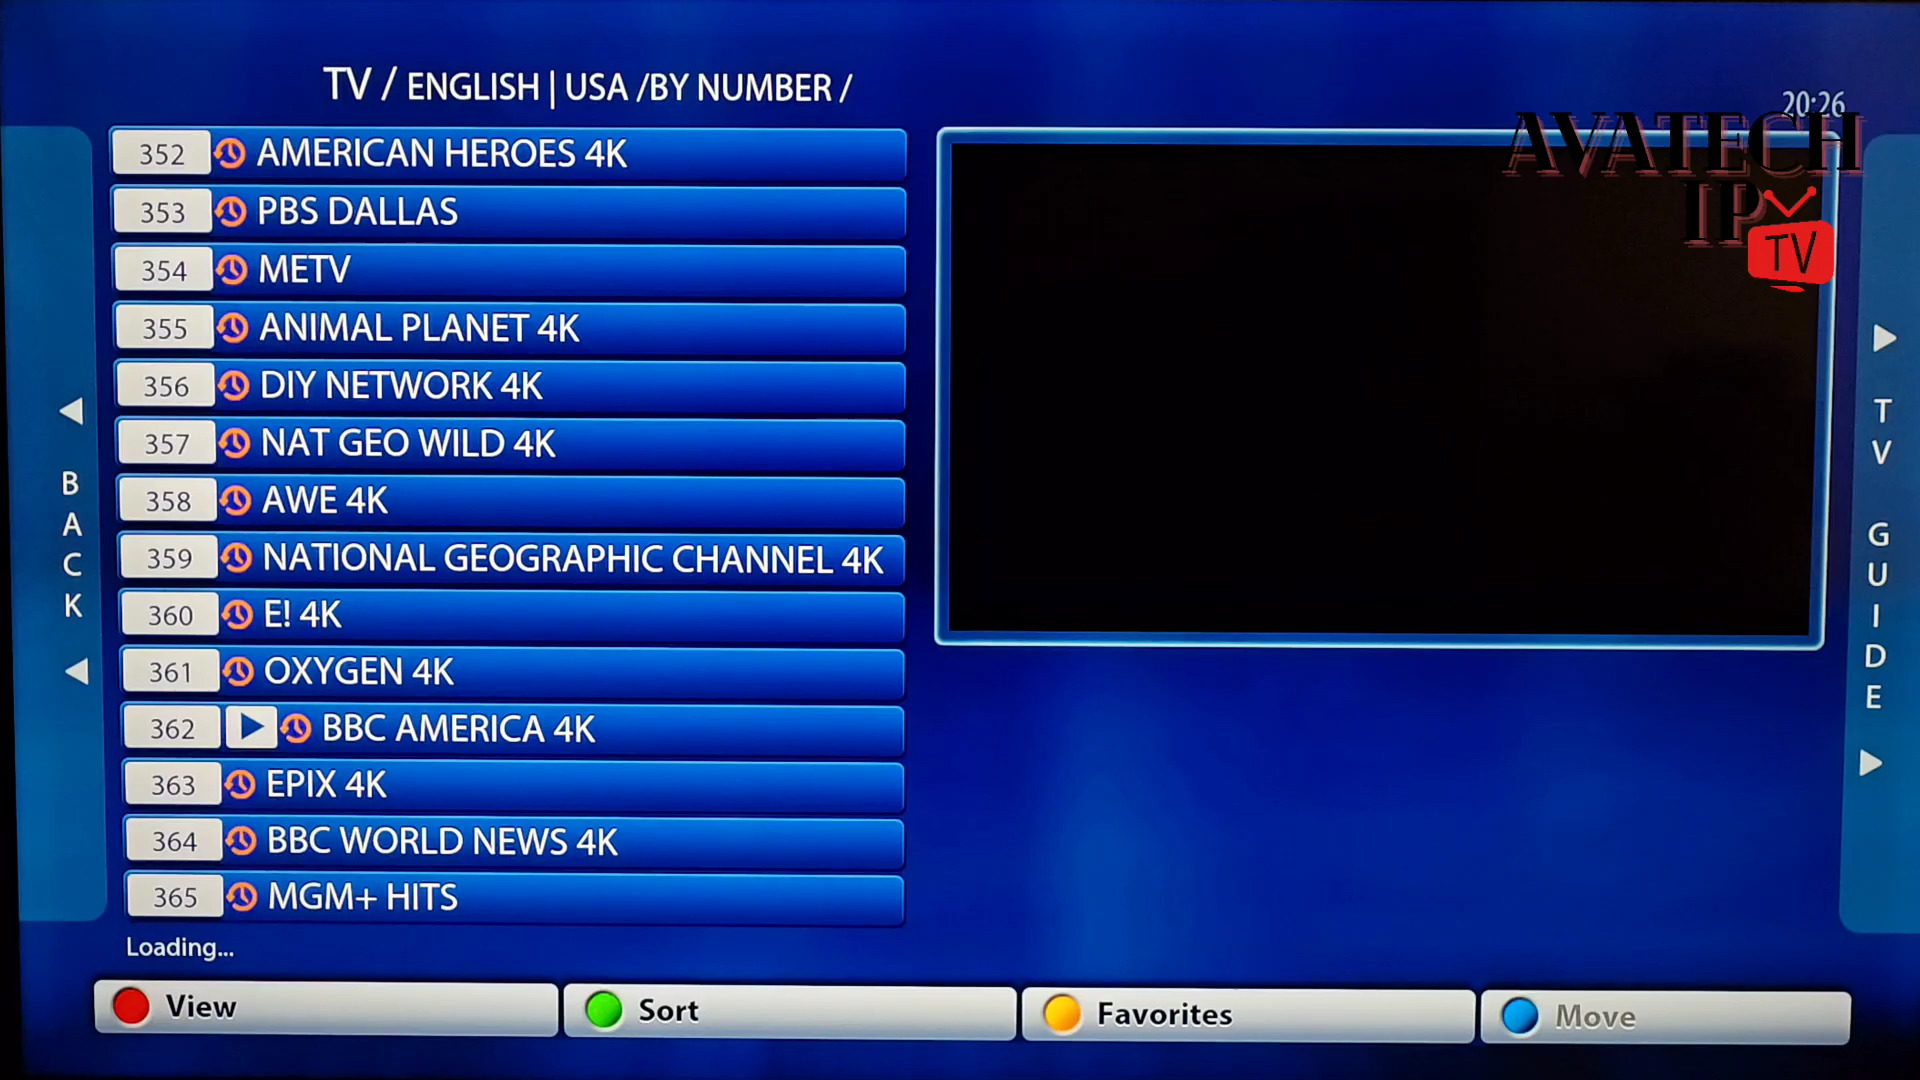 TV / ENGLISH | USA /BY NUMBER /
20:26
AVATECH
IP
TV
352 AMERICAN HEROES 4K
353 PBS DALLAS
354 METV
355 ANIMAL PLANET 4K
356 DIY NETWORK 4K
357 NAT GEO WILD 4K
358 AWE 4K
359 NATIONAL GEOGRAPHIC CHANNEL 4K
360 E! 4K
361 OXYGEN 4K
362 BBC AMERICA 4K
363 EPIX 4K
364 BBC WORLD NEWS 4K
365 MGM+ HITS
Loading...
BACK
TV GUIDE
View
Sort
Favorites
Move